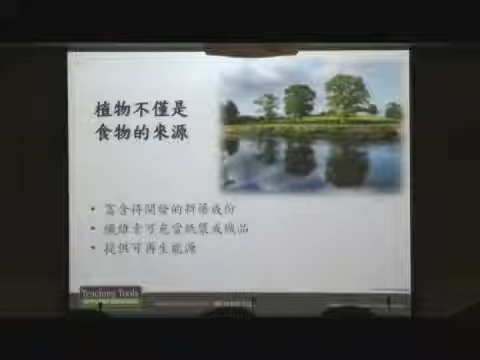 植物不僅是
食物的來源
• 富含待開發的新藥成份
• 纖維素可充當紙漿或織品
• 提供可再生能源
Teaching Tools